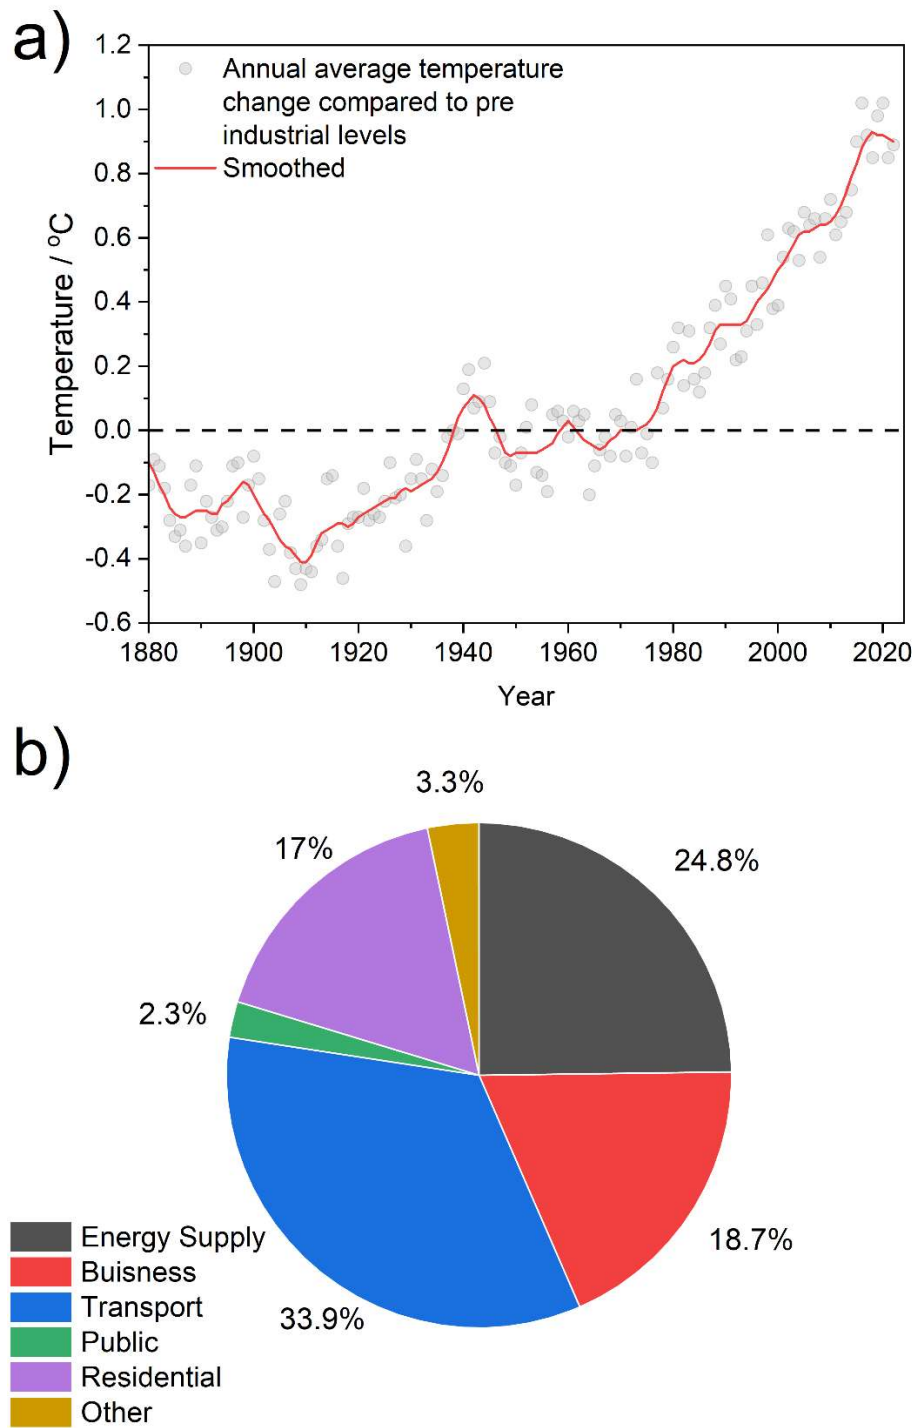 a)
1.2
1.0
0.8
0.6
0.4
0.2
0.0
-0.2
-0.4
-0.6
Temperature / ºC
Annual average temperature
change compared to pre
industrial levels
Smoothed
1880 1900 1920 1940 1960 1980 2000 2020
Year
b)
3.3%
17%
24.8%
2.3%
18.7%
33.9%
Energy Supply
Buisness
Transport
Public
Residential
Other